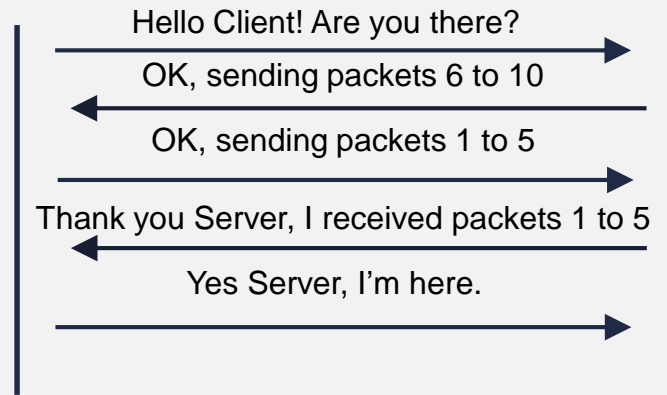 Hello Client! Are you there?
OK, sending packets 6 to 10
OK, sending packets 1 to 5
Thank you Server, I received packets 1 to 5
Yes Server, I’m here.